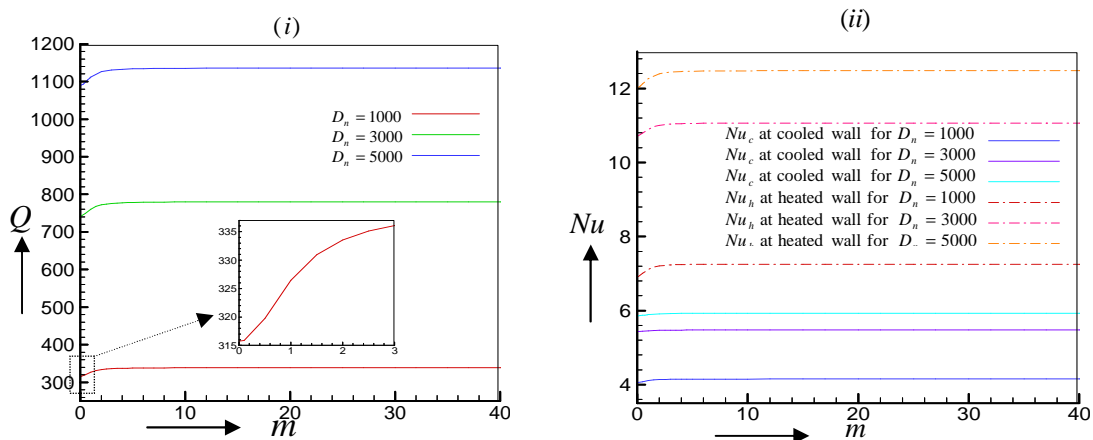 (i)
1200
1100
1000
900
800
700
600
500
400
300
Q
D_n = 1000
D_n = 3000
D_n = 5000
335
330
325
320
315
0 1 2 3
0 10 20 30 40
m
(ii)
12
10
8
6
4
Nu
Nu_c at cooled wall for D_n = 1000
Nu_c at cooled wall for D_n = 3000
Nu_c at cooled wall for D_n = 5000
Nu_h at heated wall for D_n = 1000
Nu_h at heated wall for D_n = 3000
Nu at heated wall for D = 5000
0 10 20 30 40
m